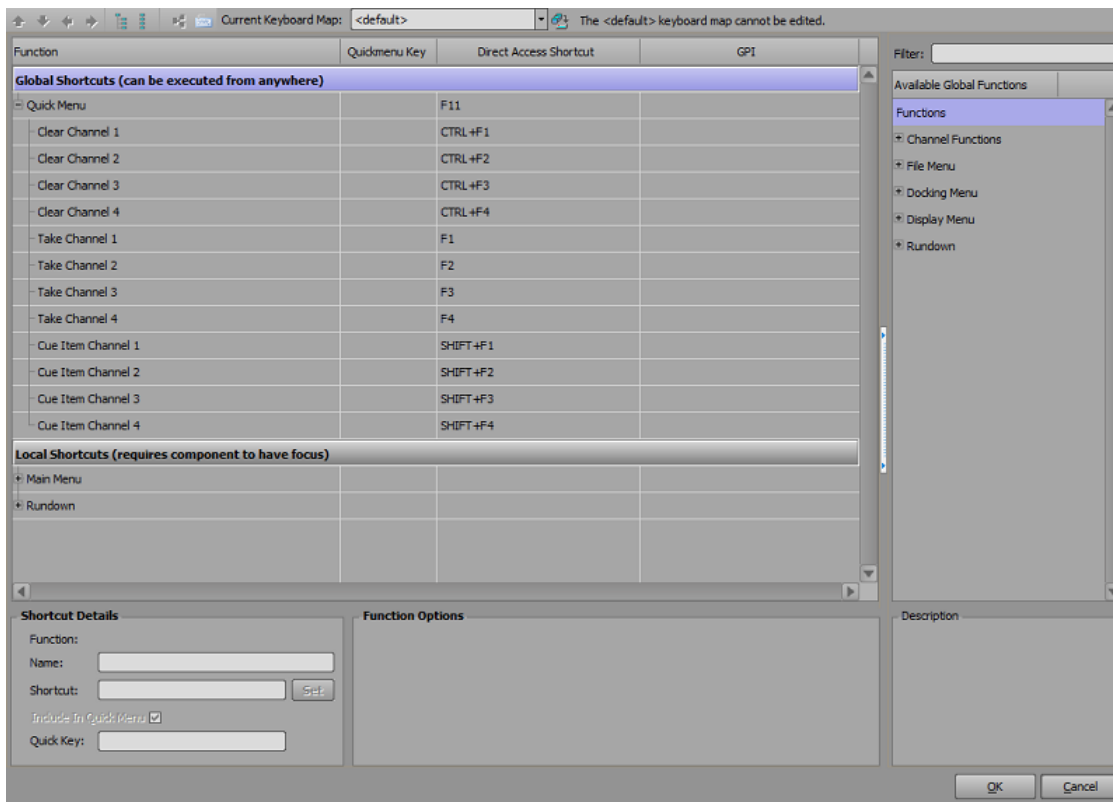 Current Keyboard Map: <default> The <default> keyboard map cannot be edited.
Function Quickmenu Key Direct Access Shortcut GPI
Global Shortcuts (can be executed from anywhere)
Quick Menu F11
Clear Channel 1 CTRL+F1
Clear Channel 2 CTRL+F2
Clear Channel 3 CTRL+F3
Clear Channel 4 CTRL+F4
Take Channel 1 F1
Take Channel 2 F2
Take Channel 3 F3
Take Channel 4 F4
Cue Item Channel 1 SHIFT+F1
Cue Item Channel 2 SHIFT+F2
Cue Item Channel 3 SHIFT+F3
Cue Item Channel 4 SHIFT+F4
Local Shortcuts (requires component to have focus)
Main Menu
Rundown
Filter:
Available Global Functions
Functions
Channel Functions
File Menu
Docking Menu
Display Menu
Rundown
Shortcut Details
Function:
Name:
Shortcut: Set
Include In Quick Menu
Quick Key:
Function Options
Description
OK Cancel